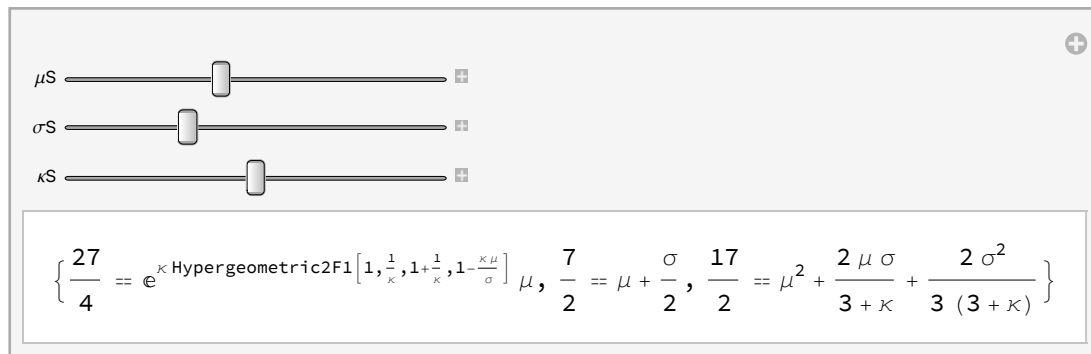 μS
σS
κS
{27/4 == ⅇ^(κ Hypergeometric2F1[1, 1/κ, 1+1/κ, 1-κ μ/σ]) μ, 7/2 == μ + σ/2, 17/2 == μ^2 + 2 μ σ/(3 + κ) + 2 σ^2/(3 (3 + κ))}